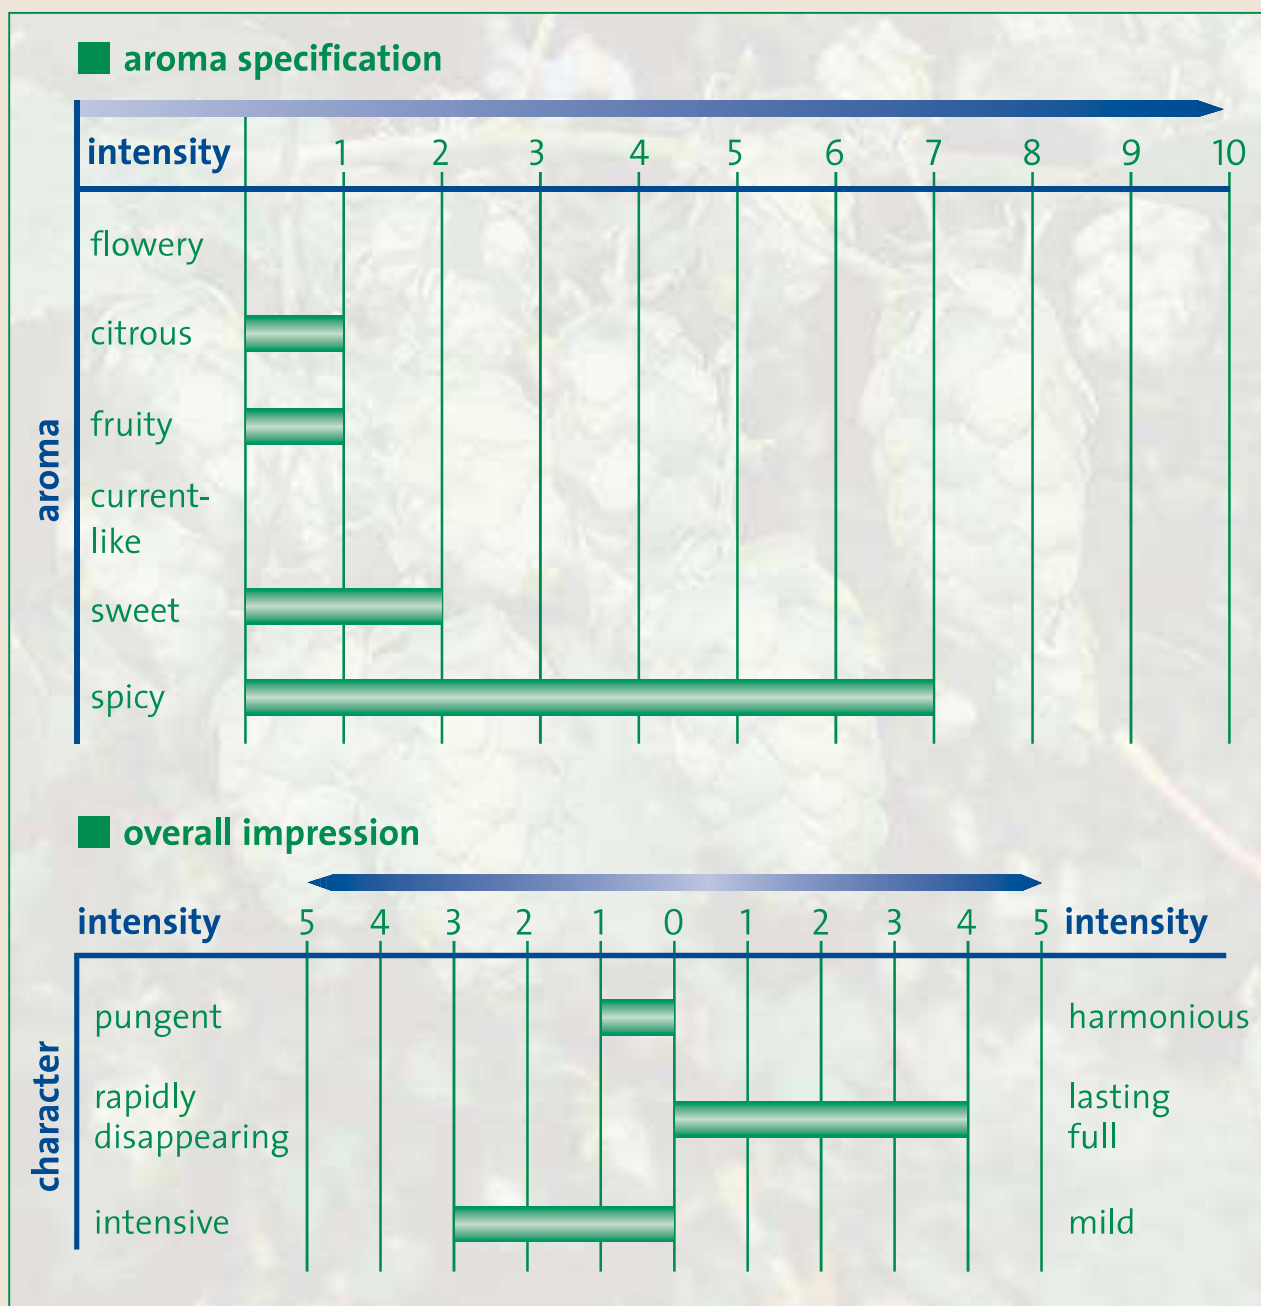 aroma specification
intensity 1 2 3 4 5 6 7 8 9 10
aroma
flowery
citrous
fruity
current-
like
sweet
spicy
overall impression
intensity 5 4 3 2 1 0 1 2 3 4 5 intensity
character
pungent harmonious
rapidly lasting
disappearing full
intensive mild